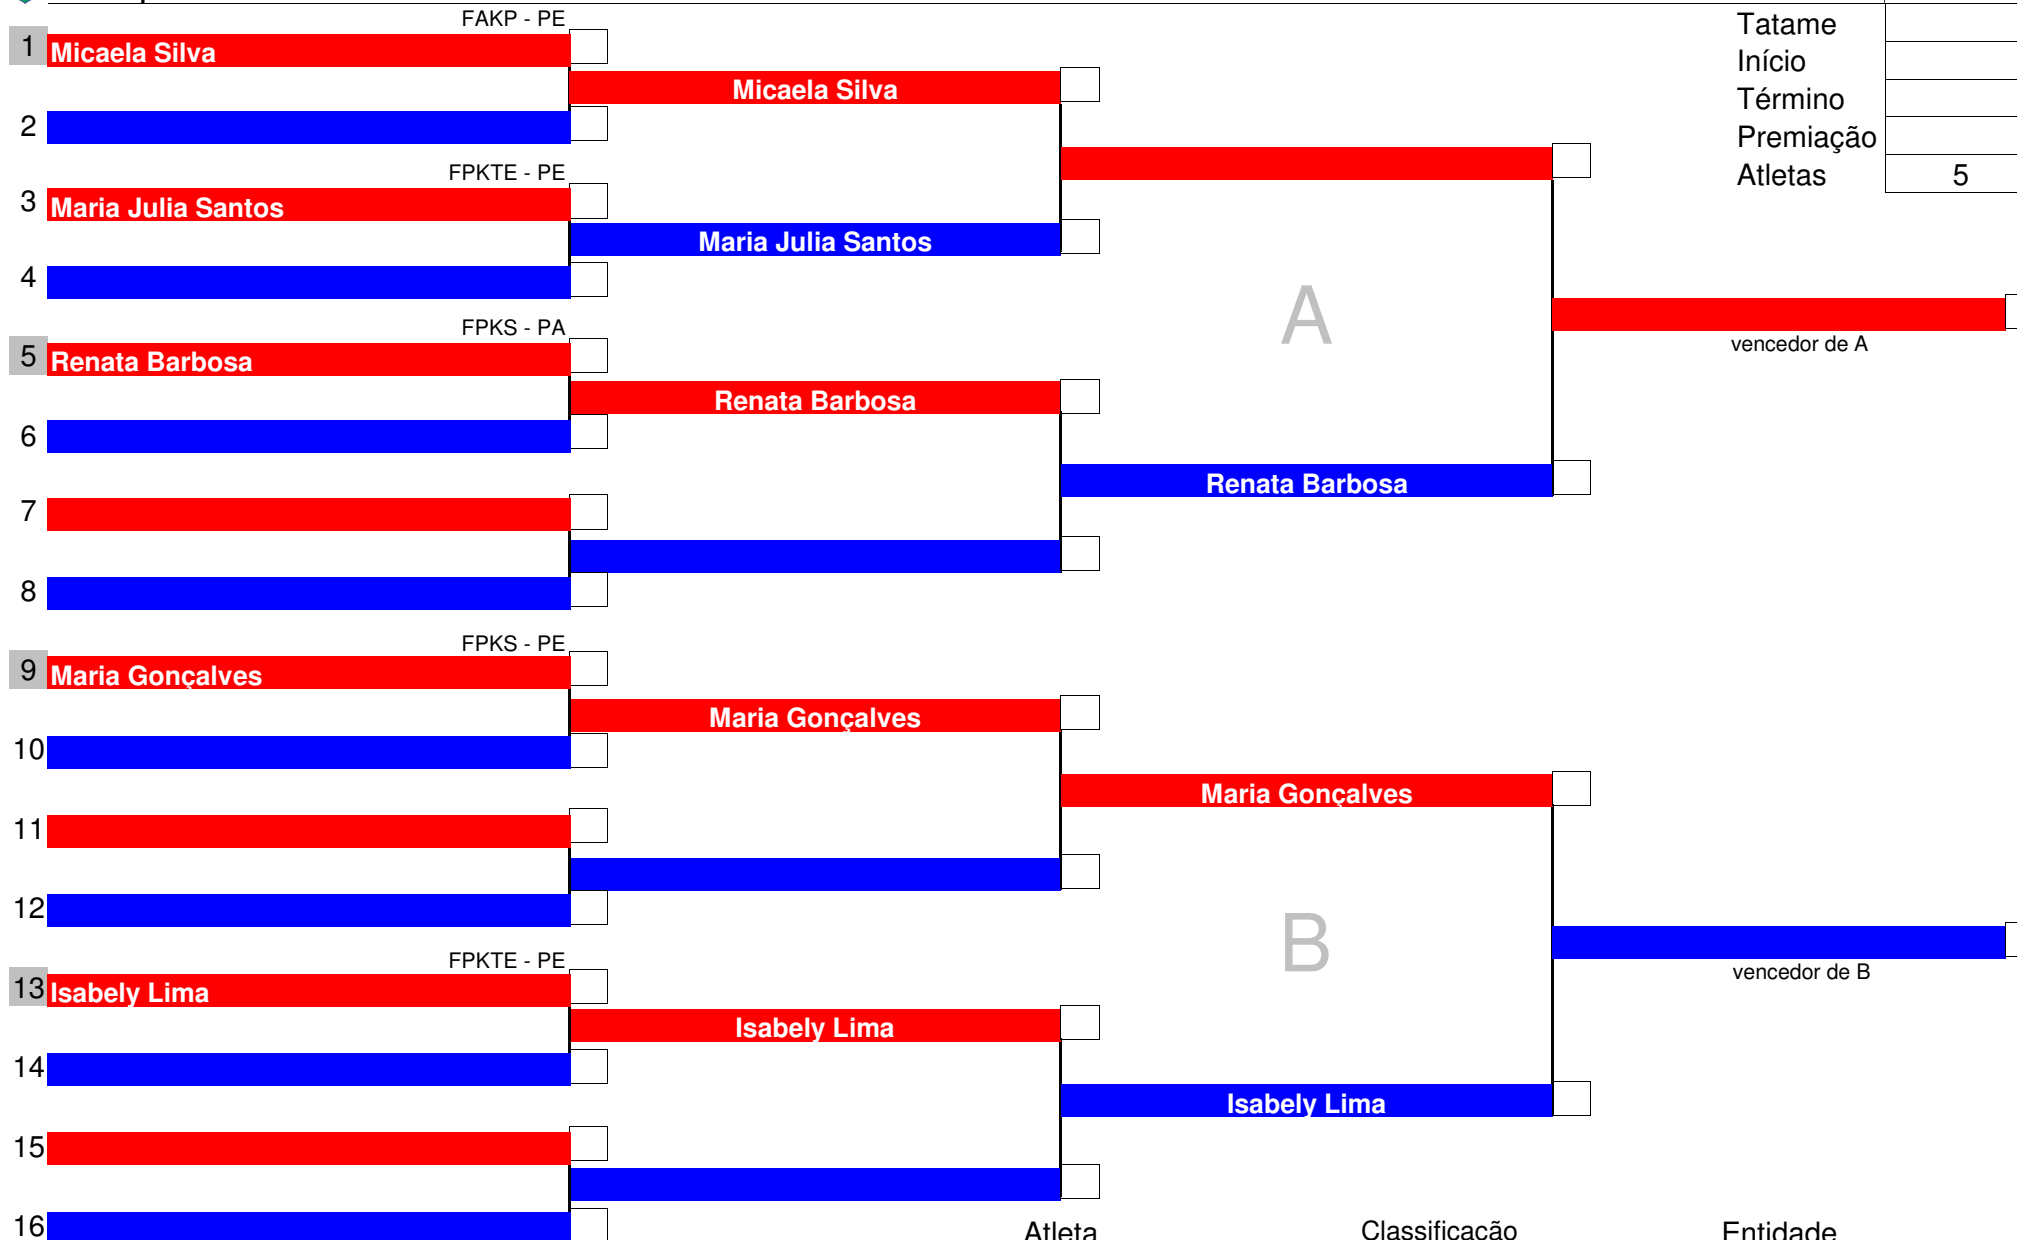 FAKP - PE
Tatame
1 Micaela Silva
Início
Micaela Silva
Término
2
Premiação
FPKTE - PE
Atletas 5
3 Maria Julia Santos
Maria Julia Santos
4
A
FPKS - PA
vencedor de A
5 Renata Barbosa
Renata Barbosa
6
Renata Barbosa
7
8
FPKS - PE
9 Maria Gonçalves
Maria Gonçalves
10
Maria Gonçalves
11
12
B
FPKTE - PE
vencedor de B
13 Isabely Lima
Isabely Lima
14
Isabely Lima
15
16
Atleta Classificação Entidade